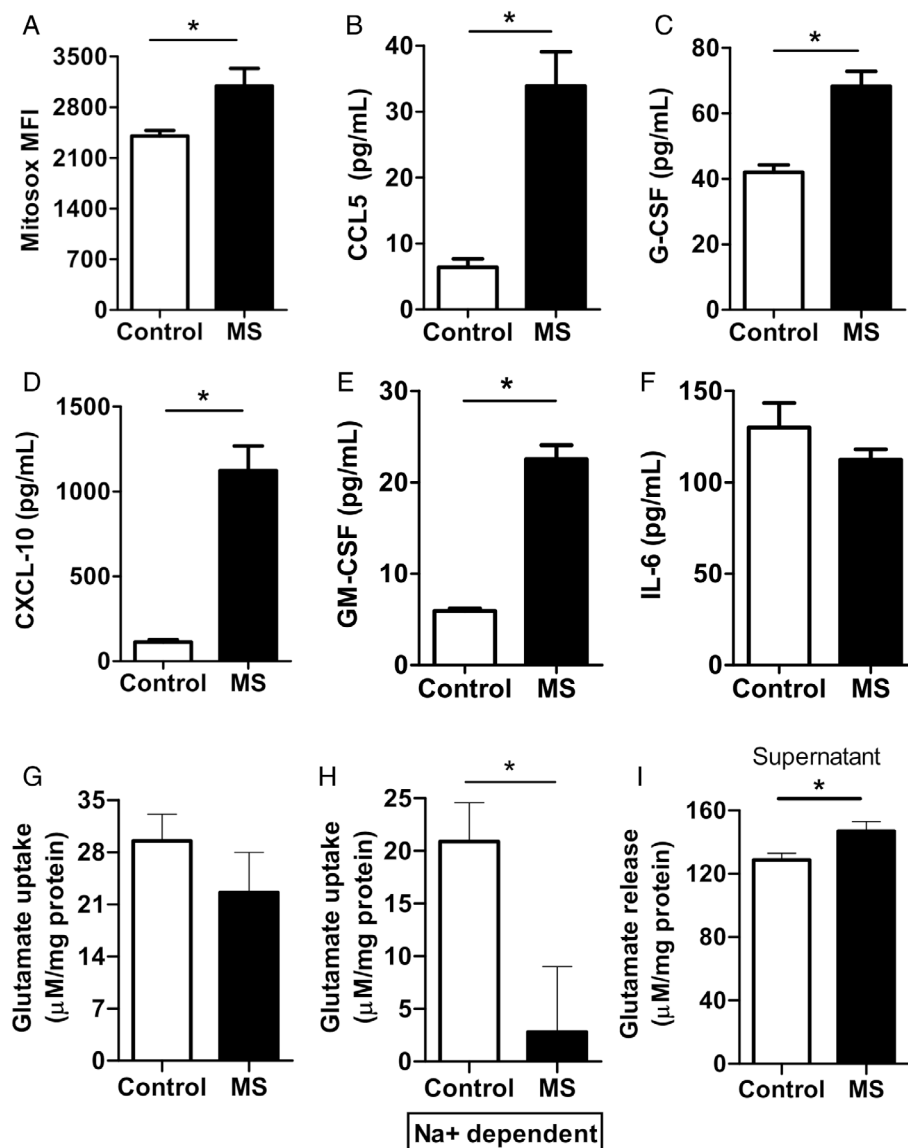 A
*
Mitosox MFI
3500
2800
2100
1400
700
0
Control
MS
B
*
CCL5 (pg/mL)
40
30
20
10
0
Control
MS
C
*
G-CSF (pg/mL)
80
60
40
20
0
Control
MS
D
*
CXCL-10 (pg/mL)
1500
1000
500
0
Control
MS
E
*
GM-CSF (pg/mL)
30
20
10
0
Control
MS
F
IL-6 (pg/mL)
150
100
50
0
Control
MS
G
Glutamate uptake
(μM/mg protein)
35
28
21
14
7
0
Control
MS
H
*
Glutamate uptake
(μM/mg protein)
25
20
15
10
5
0
Control
MS
Na+ dependent
I
Supernatant
*
Glutamate release
(μM/mg protein)
160
120
80
40
0
Control
MS